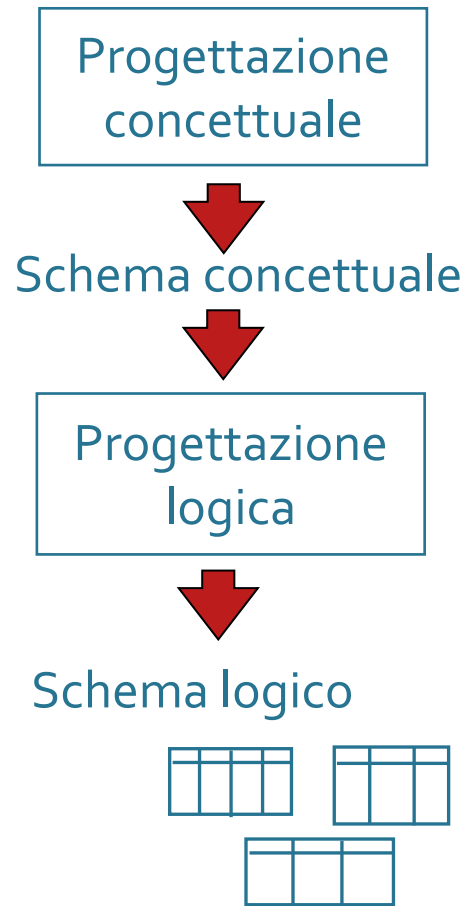 Progettazione
concettuale
Schema concettuale
Progettazione
logica
Schema logico